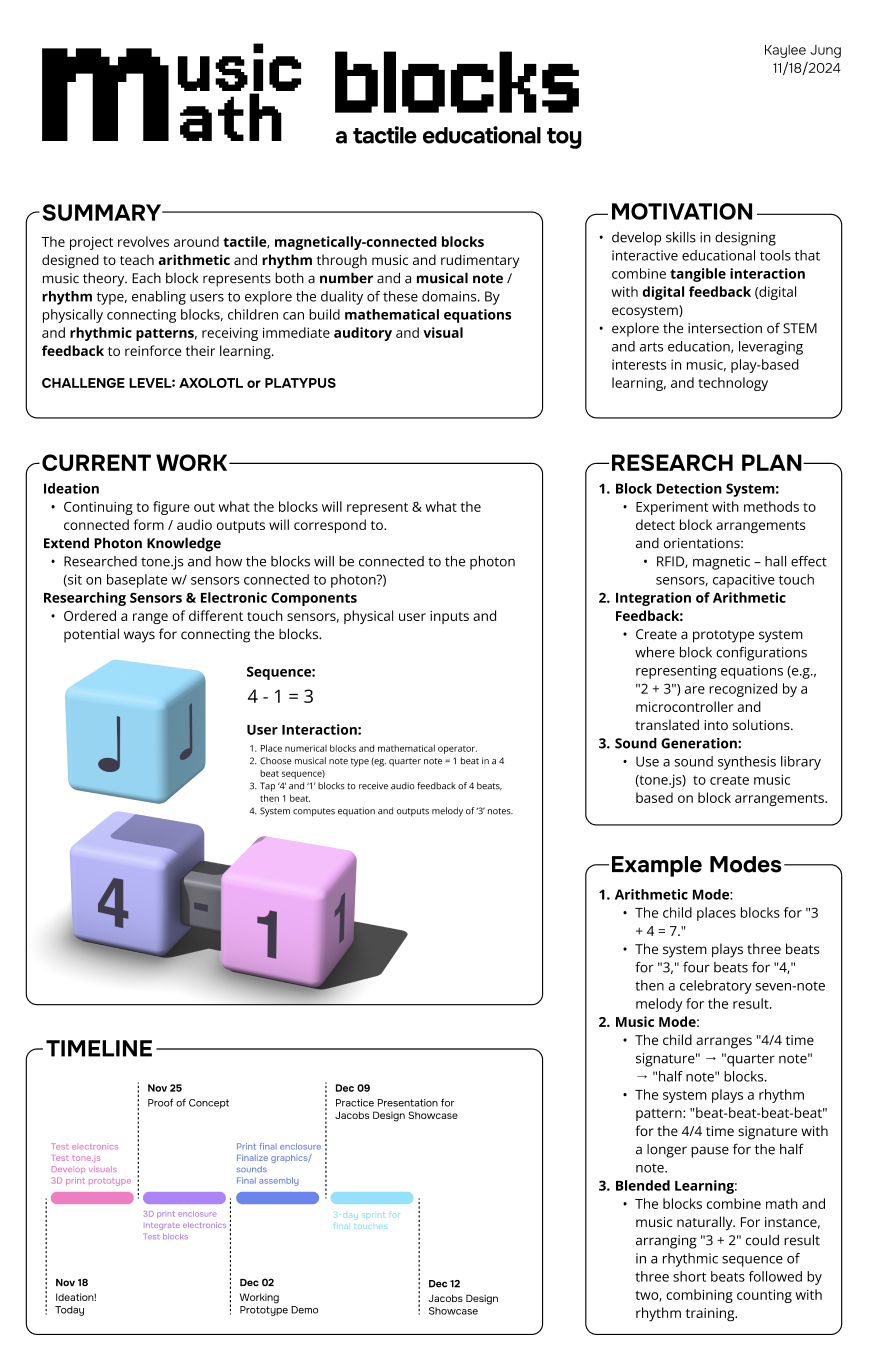 music
math
blocks
a tactile educational toy
Kaylee Jung
11/18/2024
SUMMARY
The project revolves around tactile, magnetically-connected blocks
designed to teach arithmetic and rhythm through music and rudimentary
music theory. Each block represents both a number and a musical note /
rhythm type, enabling users to explore the duality of these domains. By
physically connecting blocks, children can build mathematical equations
and rhythmic patterns, receiving immediate auditory and visual
feedback to reinforce their learning.
CHALLENGE LEVEL: AXOLOTL or PLATYPUS
MOTIVATION
• develop skills in designing
interactive educational tools that
combine tangible interaction
with digital feedback (digital
ecosystem)
• explore the intersection of STEM
and arts education, leveraging
interests in music, play-based
learning, and technology
CURRENT WORK
Ideation
• Continuing to figure out what the blocks will represent & what the
connected form / audio outputs will correspond to.
Extend Photon Knowledge
• Researched tone.js and how the blocks will be connected to the photon
(sit on baseplate w/ sensors connected to photon?)
Researching Sensors & Electronic Components
• Ordered a range of different touch sensors, physical user inputs and
potential ways for connecting the blocks.
Sequence:
4 - 1 = 3
User Interaction:
1. Place numerical blocks and mathematical operator.
2. Choose musical note type (eg. quarter note = 1 beat in a 4
beat sequence)
3. Tap ‘4’ and ‘1’ blocks to receive audio feedback of 4 beats,
then 1 beat.
4. System computes equation and outputs melody of ‘3’ notes.
4 - 1 1
RESEARCH PLAN
1. Block Detection System:
• Experiment with methods to
detect block arrangements
and orientations:
• RFID, magnetic – hall effect
sensors, capacitive touch
2. Integration of Arithmetic
Feedback:
• Create a prototype system
where block configurations
representing equations (e.g.,
"2 + 3") are recognized by a
microcontroller and
translated into solutions.
3. Sound Generation:
• Use a sound synthesis library
(tone.js) to create music
based on block arrangements.
Example Modes
1. Arithmetic Mode:
• The child places blocks for "3
+ 4 = 7."
• The system plays three beats
for "3," four beats for "4,"
then a celebratory seven-note
melody for the result.
2. Music Mode:
• The child arranges "4/4 time
signature" → "quarter note"
→ "half note" blocks.
• The system plays a rhythm
pattern: "beat-beat-beat-beat"
for the 4/4 time signature with
a longer pause for the half
note.
3. Blended Learning:
• The blocks combine math and
music naturally. For instance,
arranging "3 + 2" could result
in a rhythmic sequence of
three short beats followed by
two, combining counting with
rhythm training.
TIMELINE
Nov 25
Proof of Concept
Dec 09
Practice Presentation for
Jacobs Design Showcase
Test electronics
Test tone.js
Develop visuals
3D print prototype
Print final enclosure
Finalize graphics/
sounds
Final assembly
3D print enclosure
Integrate electronics
Test blocks
3-day sprint for
final touches
Nov 18
Ideation!
Today
Dec 02
Working
Prototype Demo
Dec 12
Jacobs Design
Showcase